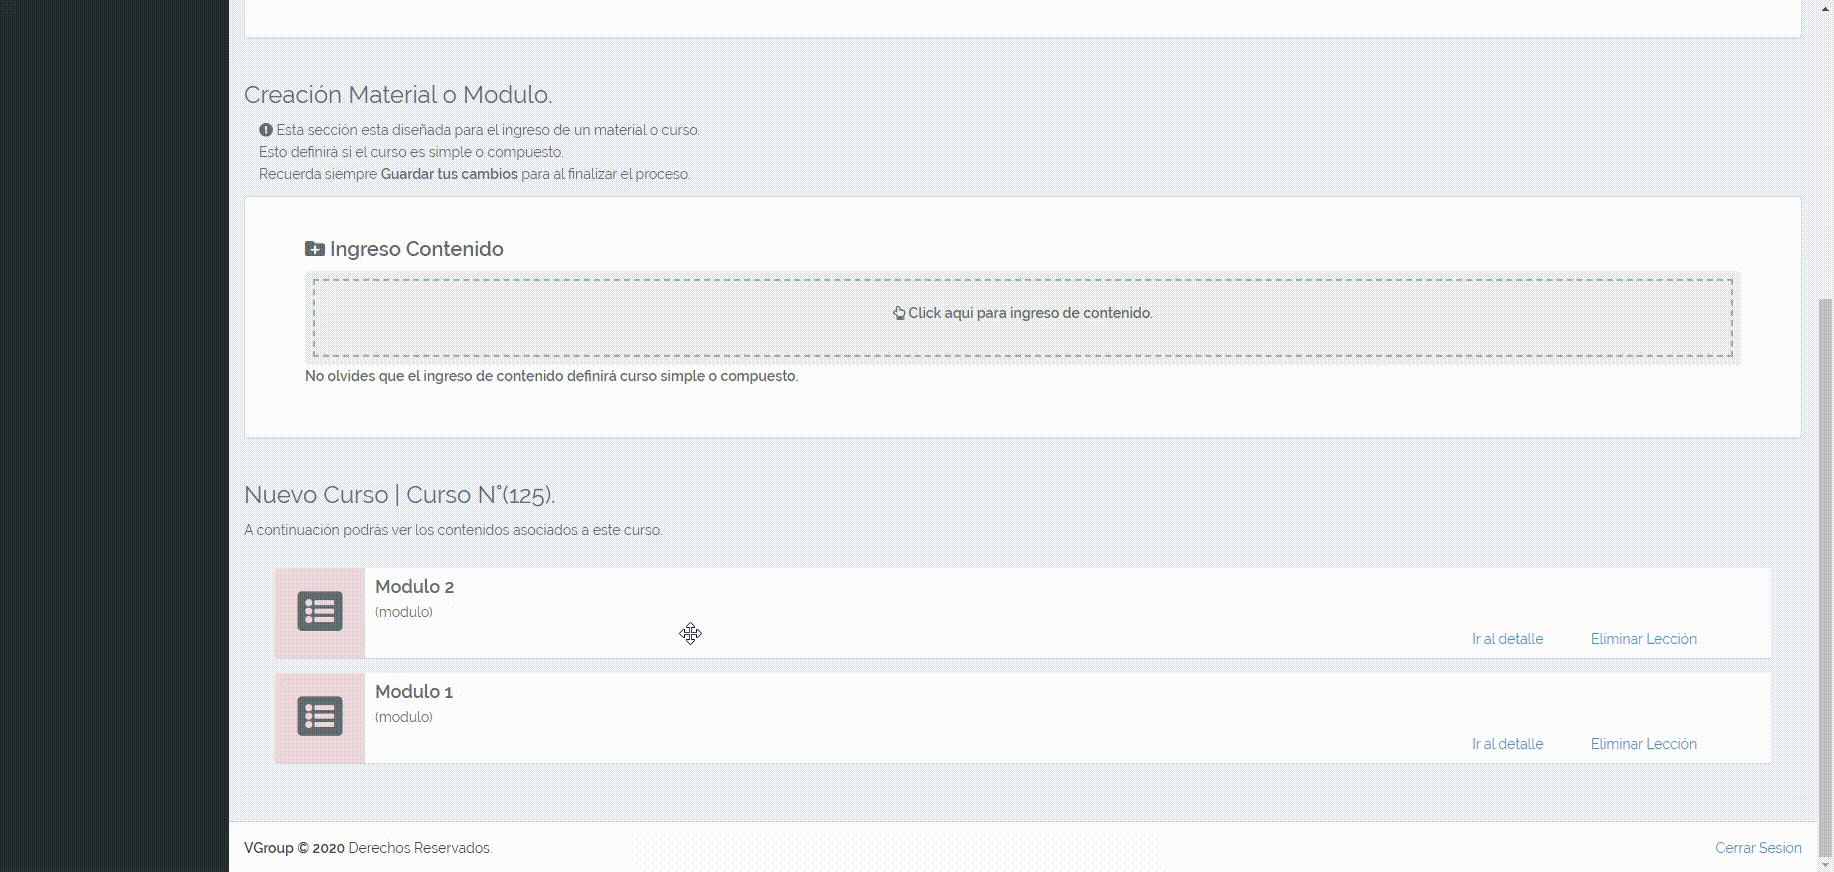 Creación Material o Modulo.
Esta sección esta diseñada para el ingreso de un material o curso.
Esto definirá si el curso es simple o compuesto.
Recuerda siempre Guardar tus cambios para al finalizar el proceso.
Ingreso Contenido
Click aqui para ingreso de contenido.
No olvides que el ingreso de contenido definirá curso simple o compuesto.
Nuevo Curso | Curso N°(125).
A continuación podrás ver los contenidos asociados a este curso.
Modulo 2
(modulo)
Ir al detalle Eliminar Lección
Modulo 1
(modulo)
Ir al detalle Eliminar Lección
VGroup © 2020 Derechos Reservados. Cerrar Sesion